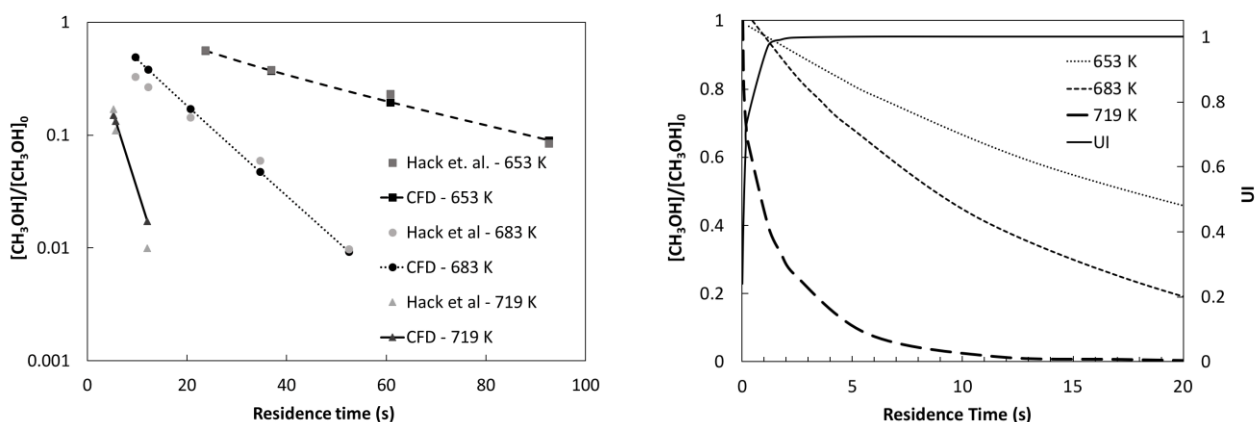 1
0.1
0.01
0.001
[CH₃OH]/[CH₃OH]₀
0 20 40 60 80 100
Residence time (s)
Hack et. al. - 653 K
CFD - 653 K
Hack et al - 683 K
CFD - 683 K
Hack et al - 719 K
CFD - 719 K
1
0.8
0.6
0.4
0.2
0
[CH₃OH]/[CH₃OH]₀
0 5 10 15 20
Residence Time (s)
653 K
683 K
719 K
UI
1
0.8
0.6
0.4
0.2
0
UI